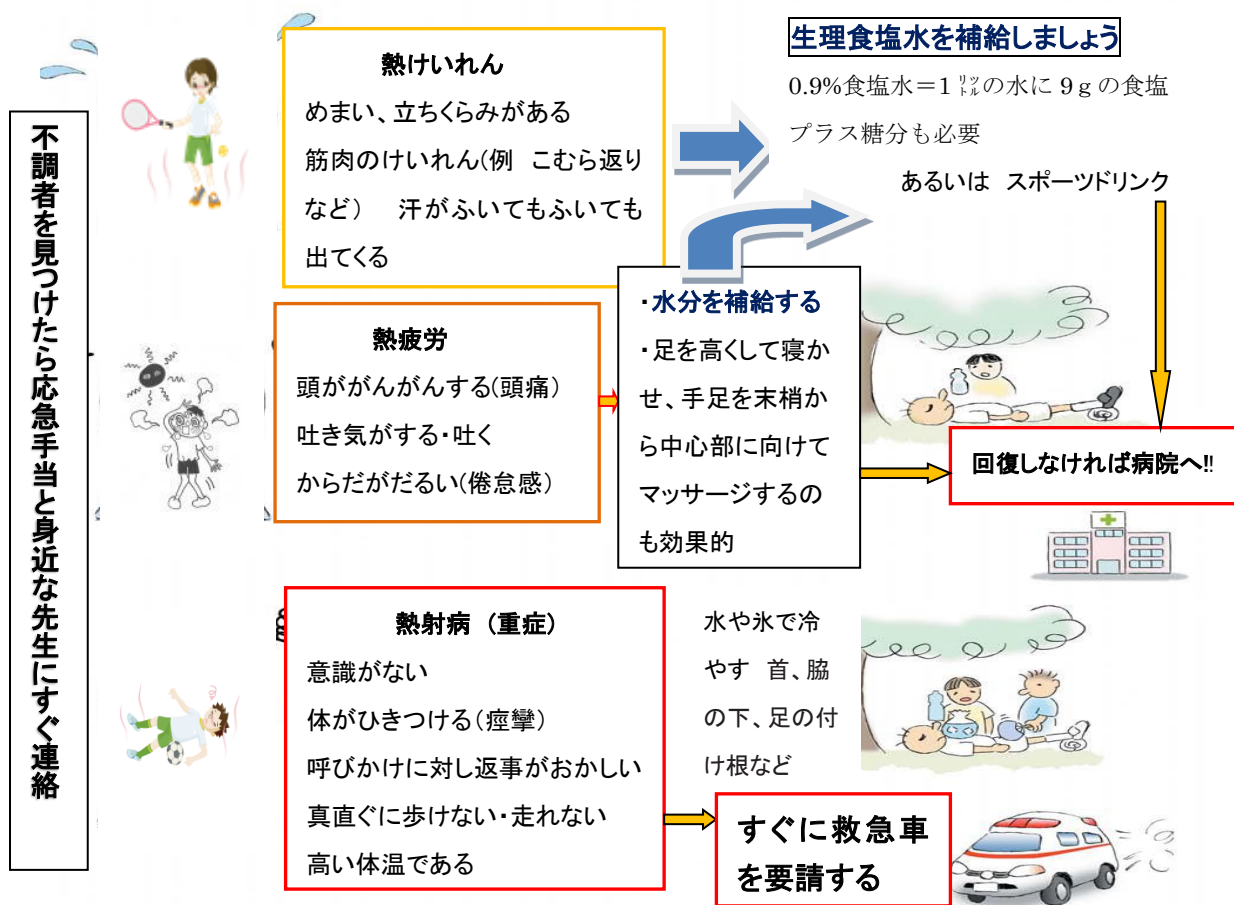 不調者を見つけたら応急手当と身近な先生にすぐ連絡
熱けいれん
めまい、立ちくらみがある
筋肉のけいれん(例　こむら返り
など)　汗がふいてもふいても
出てくる
生理食塩水を補給しましょう
0.9%食塩水＝1㍑の水に 9ｇの食塩
プラス糖分も必要
あるいは スポーツドリンク
熱疲労
頭ががんがんする(頭痛)
吐き気がする・吐く
からだがだるい(倦怠感)
・水分を補給する
・足を高くして寝か
せ、手足を末梢か
ら中心部に向けて
マッサージするの
も効果的
回復しなければ病院へ‼
熱射病 (重症)
意識がない
体がひきつける(痙攣)
呼びかけに対し返事がおかしい
真直ぐに歩けない・走れない
高い体温である
水や氷で冷
やす　首、脇
の下、足の付
け根など
すぐに救急車
を要請する